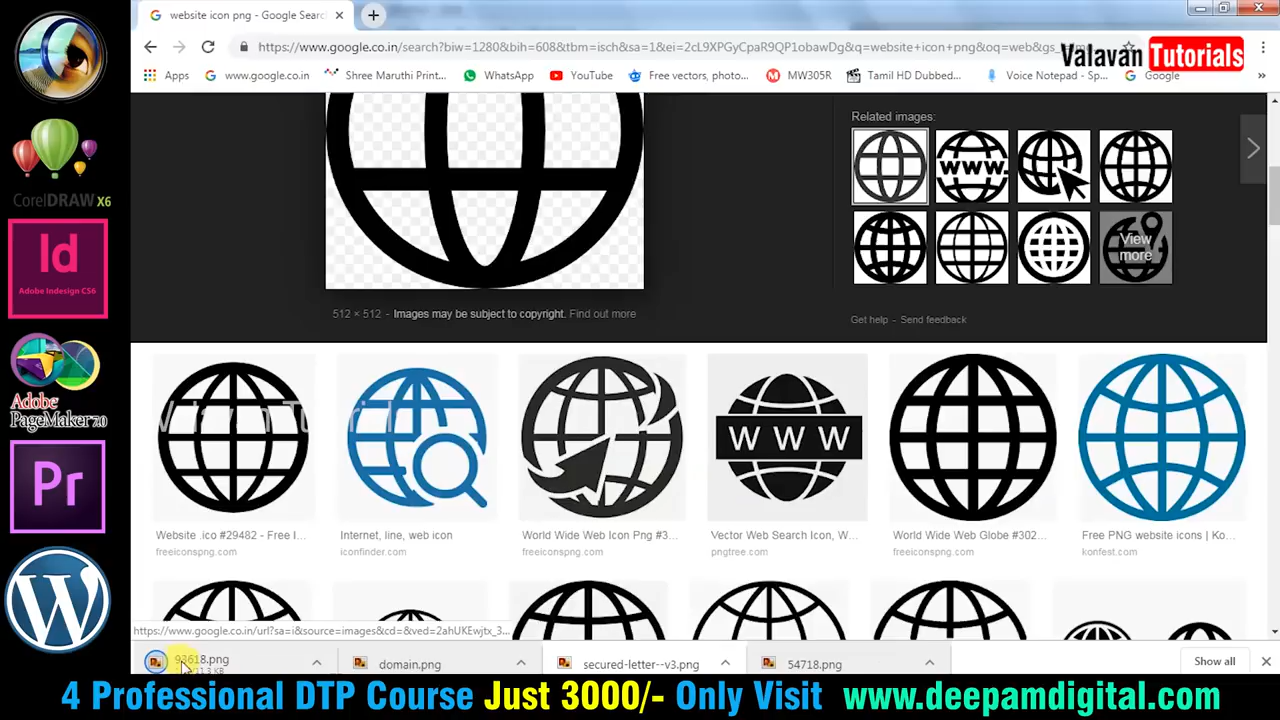 website icon png - Google Searc
https://www.google.co.in/search?biw=1280&bih=608&tbm=isch&sa=1&ei=2cL9XPGyCpaR9QP1obawDg&q=website+icon+png&oq=web&gs_l=
Valavan Tutorials
Apps
www.google.co.in
Shree Maruthi Print...
WhatsApp
YouTube
Free vectors, photo...
MW305R
Tamil HD Dubbed...
Voice Notepad - Sp...
Google
»
CorelDRAW X6
Id
Adobe Indesign CS6
Adobe
PageMaker 7.0
Pr
Related images:
www
View
more
512 × 512 - Images may be subject to copyright. Find out more
Get help - Send feedback
WWW
Website .ico #29482 - Free I...
freeiconspng.com
Internet, line, web icon
iconfinder.com
World Wide Web Icon Png #3...
freeiconspng.com
Vector Web Search Icon, W...
pngtree.com
World Wide Web Globe #302...
freeiconspng.com
Free PNG website icons | Ko...
konfest.com
https://www.google.co.in/url?sa=i&source=images&cd=&ved=2ahUKEwjtx_3...
93618.png
domain.png
secured-letter--v3.png
54718.png
Show all
4 Professional DTP Course Just 3000/- Only Visit www.deepamdigital.com